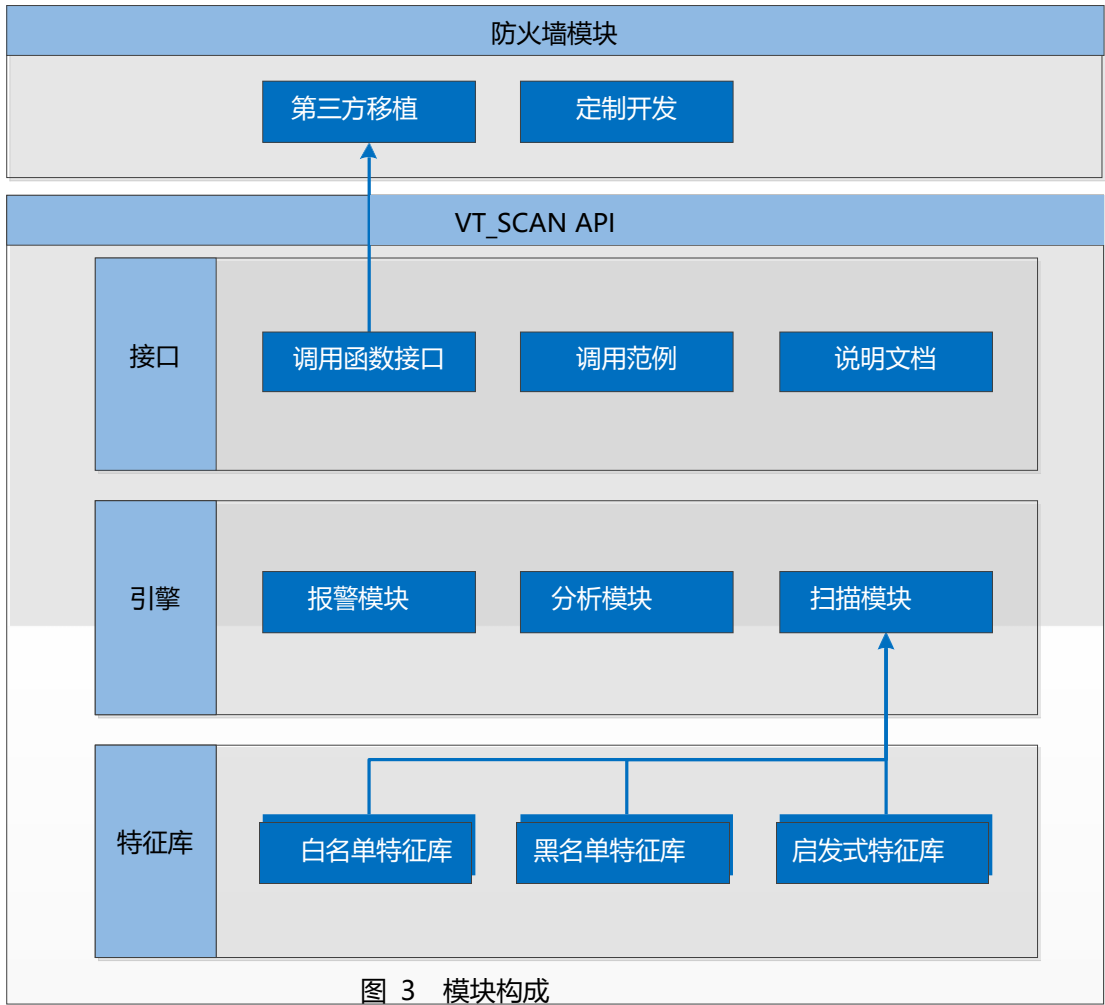 防火墙模块
第三方移植
定制开发
VT_SCAN API
接口
调用函数接口
调用范例
说明文档
引擎
报警模块
分析模块
扫描模块
特征库
白名单特征库
黑名单特征库
启发式特征库
图 3 模块构成